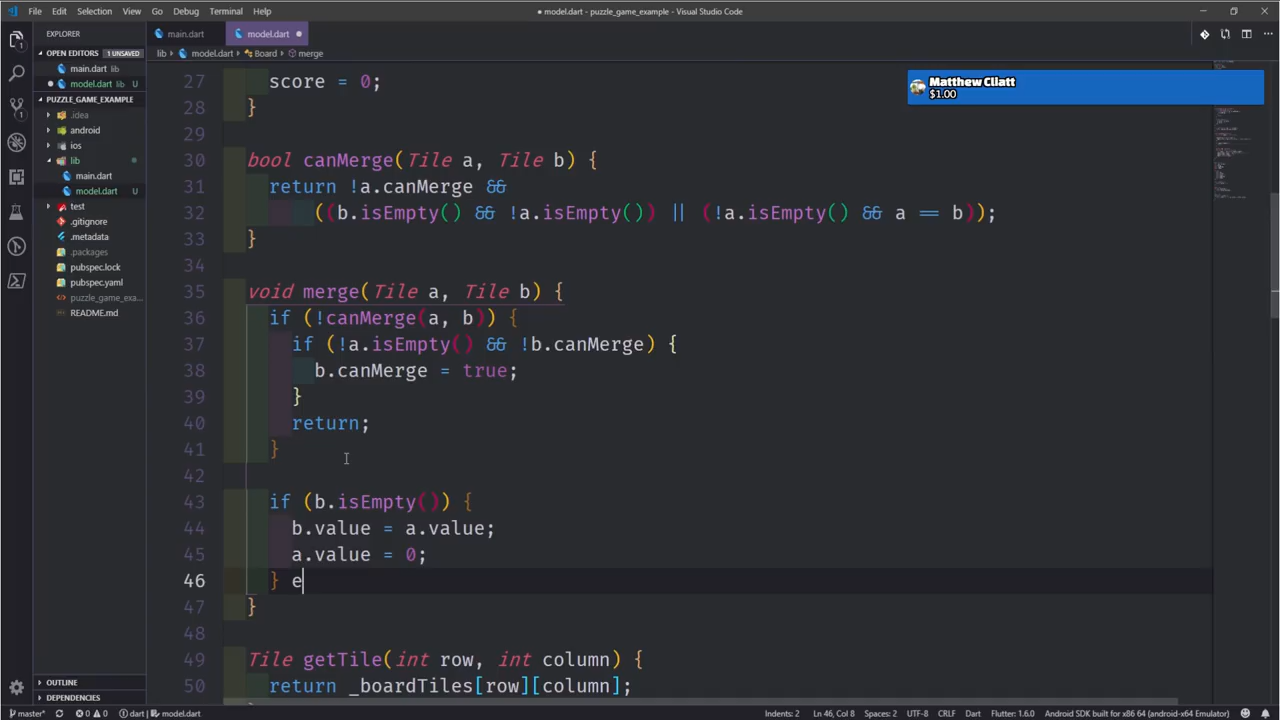 File Edit Selection View Go Debug Terminal Help
● model.dart - puzzle_game_example - Visual Studio Code
EXPLORER
OPEN EDITORS 1 UNSAVED
main.dart lib
model.dart lib U
PUZZLE_GAME_EXAMPLE
.idea
android
ios
lib
main.dart
model.dart U
test
.gitignore
.metadata
.packages
pubspec.lock
pubspec.yaml
puzzle_game_exa...
README.md
OUTLINE
DEPENDENCIES
main.dart model.dart
lib model.dart Board merge
Matthew Cliatt
$1.00
27 score = 0;
28 }
29
30 bool canMerge(Tile a, Tile b) {
31 return !a.canMerge &&
32 ((b.isEmpty() && !a.isEmpty()) || (!a.isEmpty() && a == b));
33 }
34
35 void merge(Tile a, Tile b) {
36 if (!canMerge(a, b)) {
37 if (!a.isEmpty() && !b.canMerge) {
38 b.canMerge = true;
39 }
40 return;
41 }
42
43 if (b.isEmpty()) {
44 b.value = a.value;
45 a.value = 0;
46 } e
47 }
48
49 Tile getTile(int row, int column) {
50 return _boardTiles[row][column];
master* 0 0 dart | model.dart Indents: 2 Ln 46, Col 8 Spaces: 2 UTF-8 CRLF Dart Flutter: 1.6.0 Android SDK built for x86 64 (android-x64 Emulator)